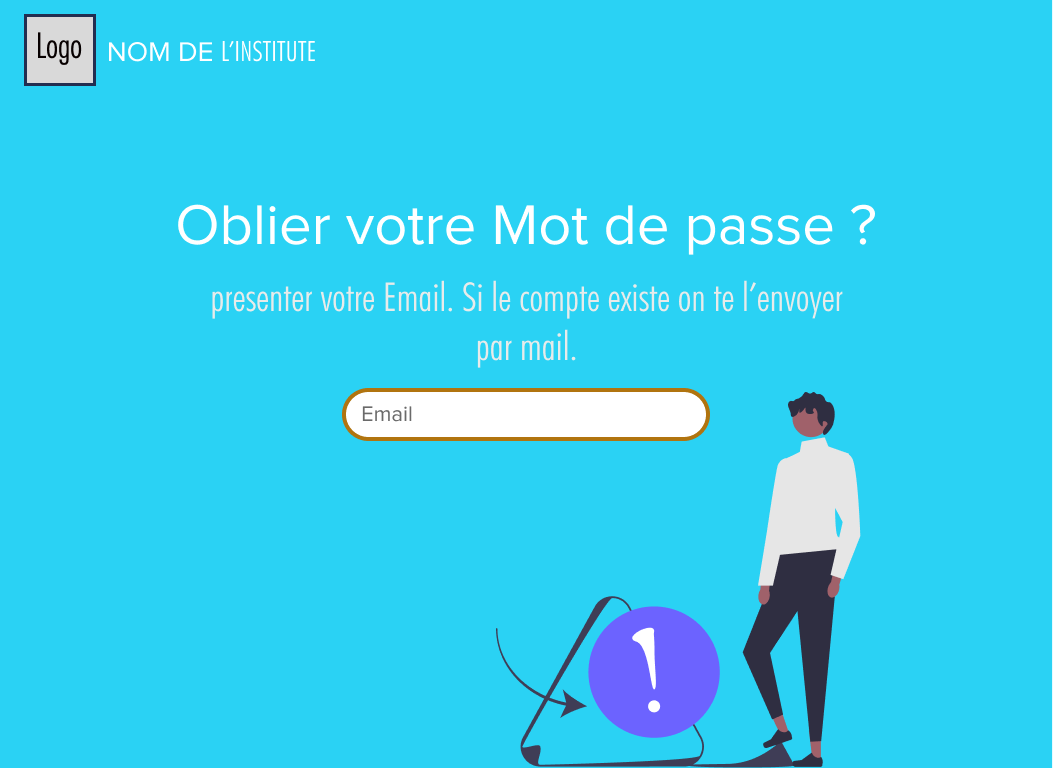 Logo
NOM DE L'INSTITUTE
Oblier votre Mot de passe ?
presenter votre Email. Si le compte existe on te l'envoyer
par mail.
Email
!